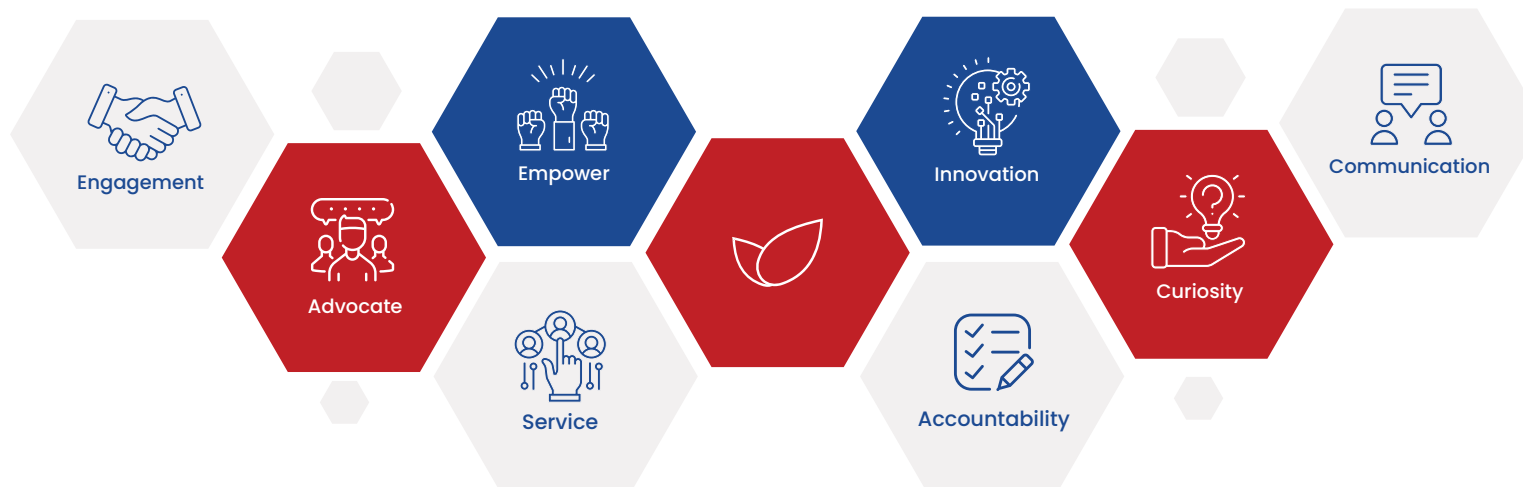 Engagement
Advocate
Empower
Service
Innovation
Accountability
Curiosity
Communication